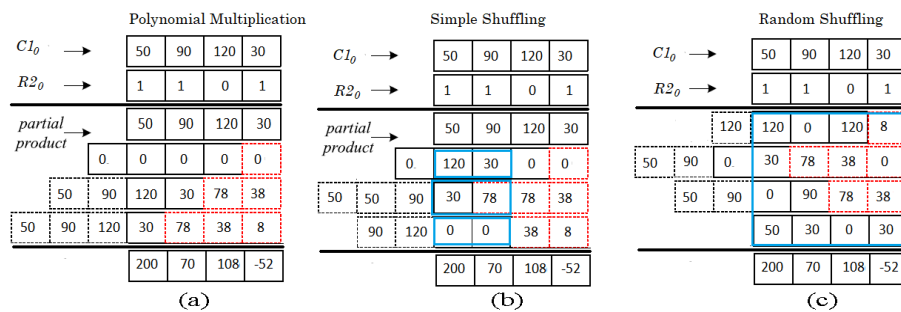 Polynomial Multiplication
C1₀ 50 90 120 30
R2₀ 1 1 0 1
partial product 50 90 120 30
0. 0 0 0 0
50 90 120 30 78 38
50 90 120 30 78 38 8
200 70 108 -52
(a)
Simple Shuffling
C1₀ 50 90 120 30
R2₀ 1 1 0 1
partial product 50 90 120 30
0. 120 30 0 0
50 50 90 30 78 78 38
90 120 0 0 38 8
200 70 108 -52
(b)
Random Shuffling
C1₀ 50 90 120 30
R2₀ 1 1 0 1
120 120 0 120 8
50 90 0 30 78 38 0
50 90 0 90 78 38
50 30 0 30
200 70 108 -52
(c)